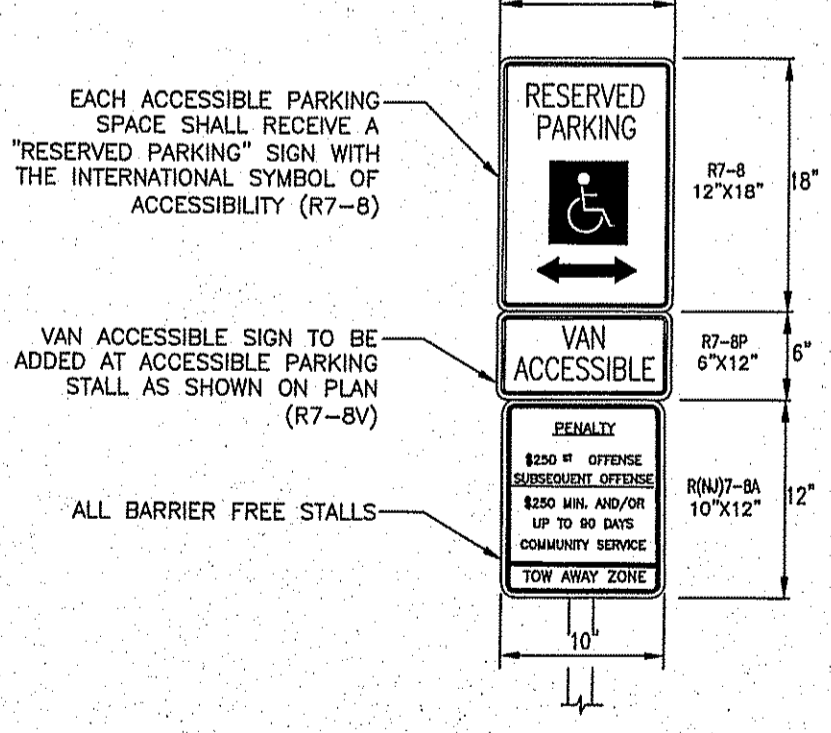 EACH ACCESSIBLE PARKING
SPACE SHALL RECEIVE A
"RESERVED PARKING" SIGN WITH
THE INTERNATIONAL SYMBOL OF
ACCESSIBILITY (R7-8)
RESERVED
PARKING
R7-8
12"X18"
18"
VAN ACCESSIBLE SIGN TO BE
ADDED AT ACCESSIBLE PARKING
STALL AS SHOWN ON PLAN
(R7-8V)
VAN
ACCESSIBLE
R7-8P
6"X12"
6"
ALL BARRIER FREE STALLS
PENALTY
$250 ST OFFENSE
SUBSEQUENT OFFENSE
$250 MIN. AND/OR
UP TO 90 DAYS
COMMUNITY SERVICE
TOW AWAY ZONE
R(NJ)7-8A
10"X12"
12"
10"